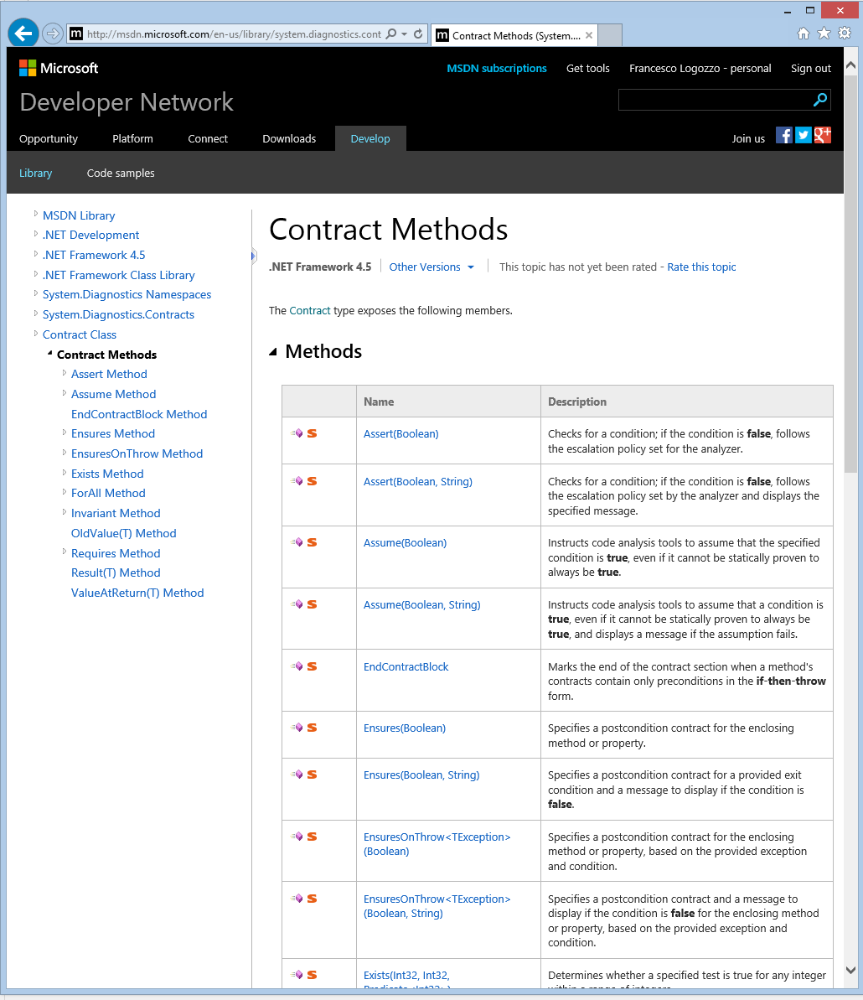 http://msdn.microsoft.com/en-us/library/system.diagnostics.cont
m Contract Methods (System....
Microsoft
MSDN subscriptions
Get tools
Francesco Logozzo - personal
Sign out
Developer Network
Opportunity
Platform
Connect
Downloads
Develop
Join us
Library
Code samples
MSDN Library
.NET Development
.NET Framework 4.5
.NET Framework Class Library
System.Diagnostics Namespaces
System.Diagnostics.Contracts
Contract Class
Contract Methods
Assert Method
Assume Method
EndContractBlock Method
Ensures Method
EnsuresOnThrow Method
Exists Method
ForAll Method
Invariant Method
OldValue(T) Method
Requires Method
Result(T) Method
ValueAtReturn(T) Method
Contract Methods
.NET Framework 4.5
Other Versions
This topic has not yet been rated - Rate this topic
The Contract type exposes the following members.
Methods
Name
Description
S
Assert(Boolean)
Checks for a condition; if the condition is false, follows
the escalation policy set for the analyzer.
S
Assert(Boolean, String)
Checks for a condition; if the condition is false, follows
the escalation policy set by the analyzer and displays the
specified message.
S
Assume(Boolean)
Instructs code analysis tools to assume that the specified
condition is true, even if it cannot be statically proven to
always be true.
S
Assume(Boolean, String)
Instructs code analysis tools to assume that a condition is
true, even if it cannot be statically proven to always be
true, and displays a message if the assumption fails.
S
EndContractBlock
Marks the end of the contract section when a method's
contracts contain only preconditions in the if-then-throw
form.
S
Ensures(Boolean)
Specifies a postcondition contract for the enclosing
method or property.
S
Ensures(Boolean, String)
Specifies a postcondition contract for a provided exit
condition and a message to display if the condition is
false.
S
EnsuresOnThrow<TException>
(Boolean)
Specifies a postcondition contract for the enclosing
method or property, based on the provided exception
and condition.
S
EnsuresOnThrow<TException>
(Boolean, String)
Specifies a postcondition contract and a message to
display if the condition is false for the enclosing method
or property, based on the provided exception and
condition.
S
Exists(Int32, Int32,
Determines whether a specified test is true for any integer